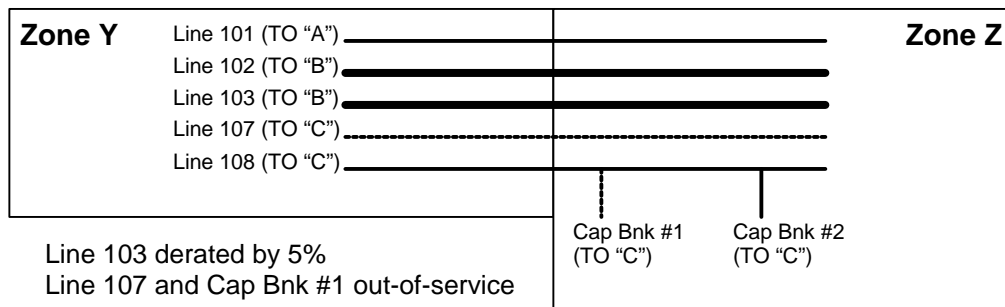 Zone Y
Zone Z
Line 101 (TO “A”)
Line 102 (TO “B”)
Line 103 (TO “B”)
Line 107 (TO “C”)
Line 108 (TO “C”)
Cap Bnk #1
(TO “C”)
Cap Bnk #2
(TO “C”)
Line 103 derated by 5%
Line 107 and Cap Bnk #1 out-of-service